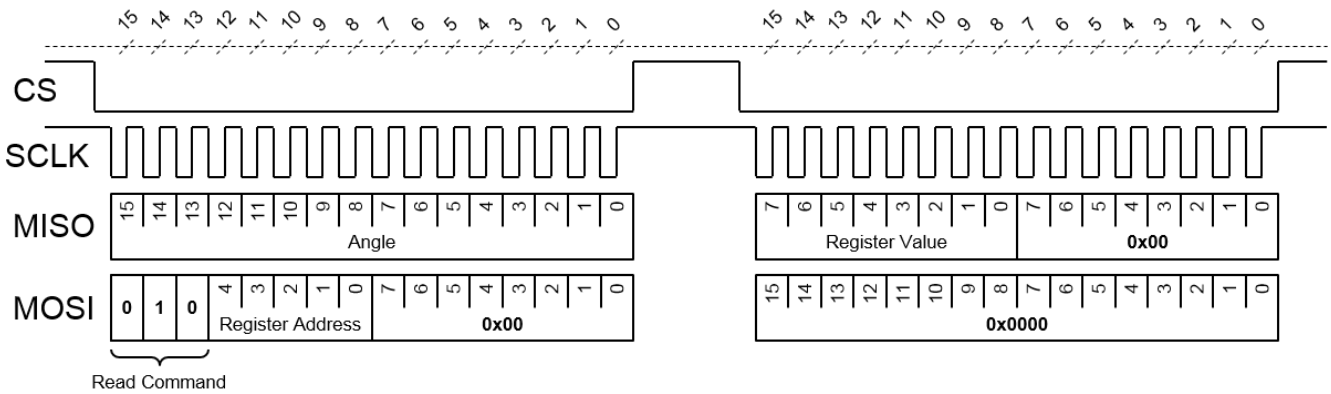 15 14 13 12 11 10 9 8 7 6 5 4 3 2 1 0 15 14 13 12 11 10 9 8 7 6 5 4 3 2 1 0
CS
SCLK
MISO 15 14 13 12 11 10 9 8 7 6 5 4 3 2 1 0 7 6 5 4 3 2 1 0 7 6 5 4 3 2 1 0
Angle Register Value 0x00
MOSI 0 1 0 4 3 2 1 0 7 6 5 4 3 2 1 0 15 14 13 12 11 10 9 8 7 6 5 4 3 2 1 0
Register Address 0x00 0x0000
Read Command